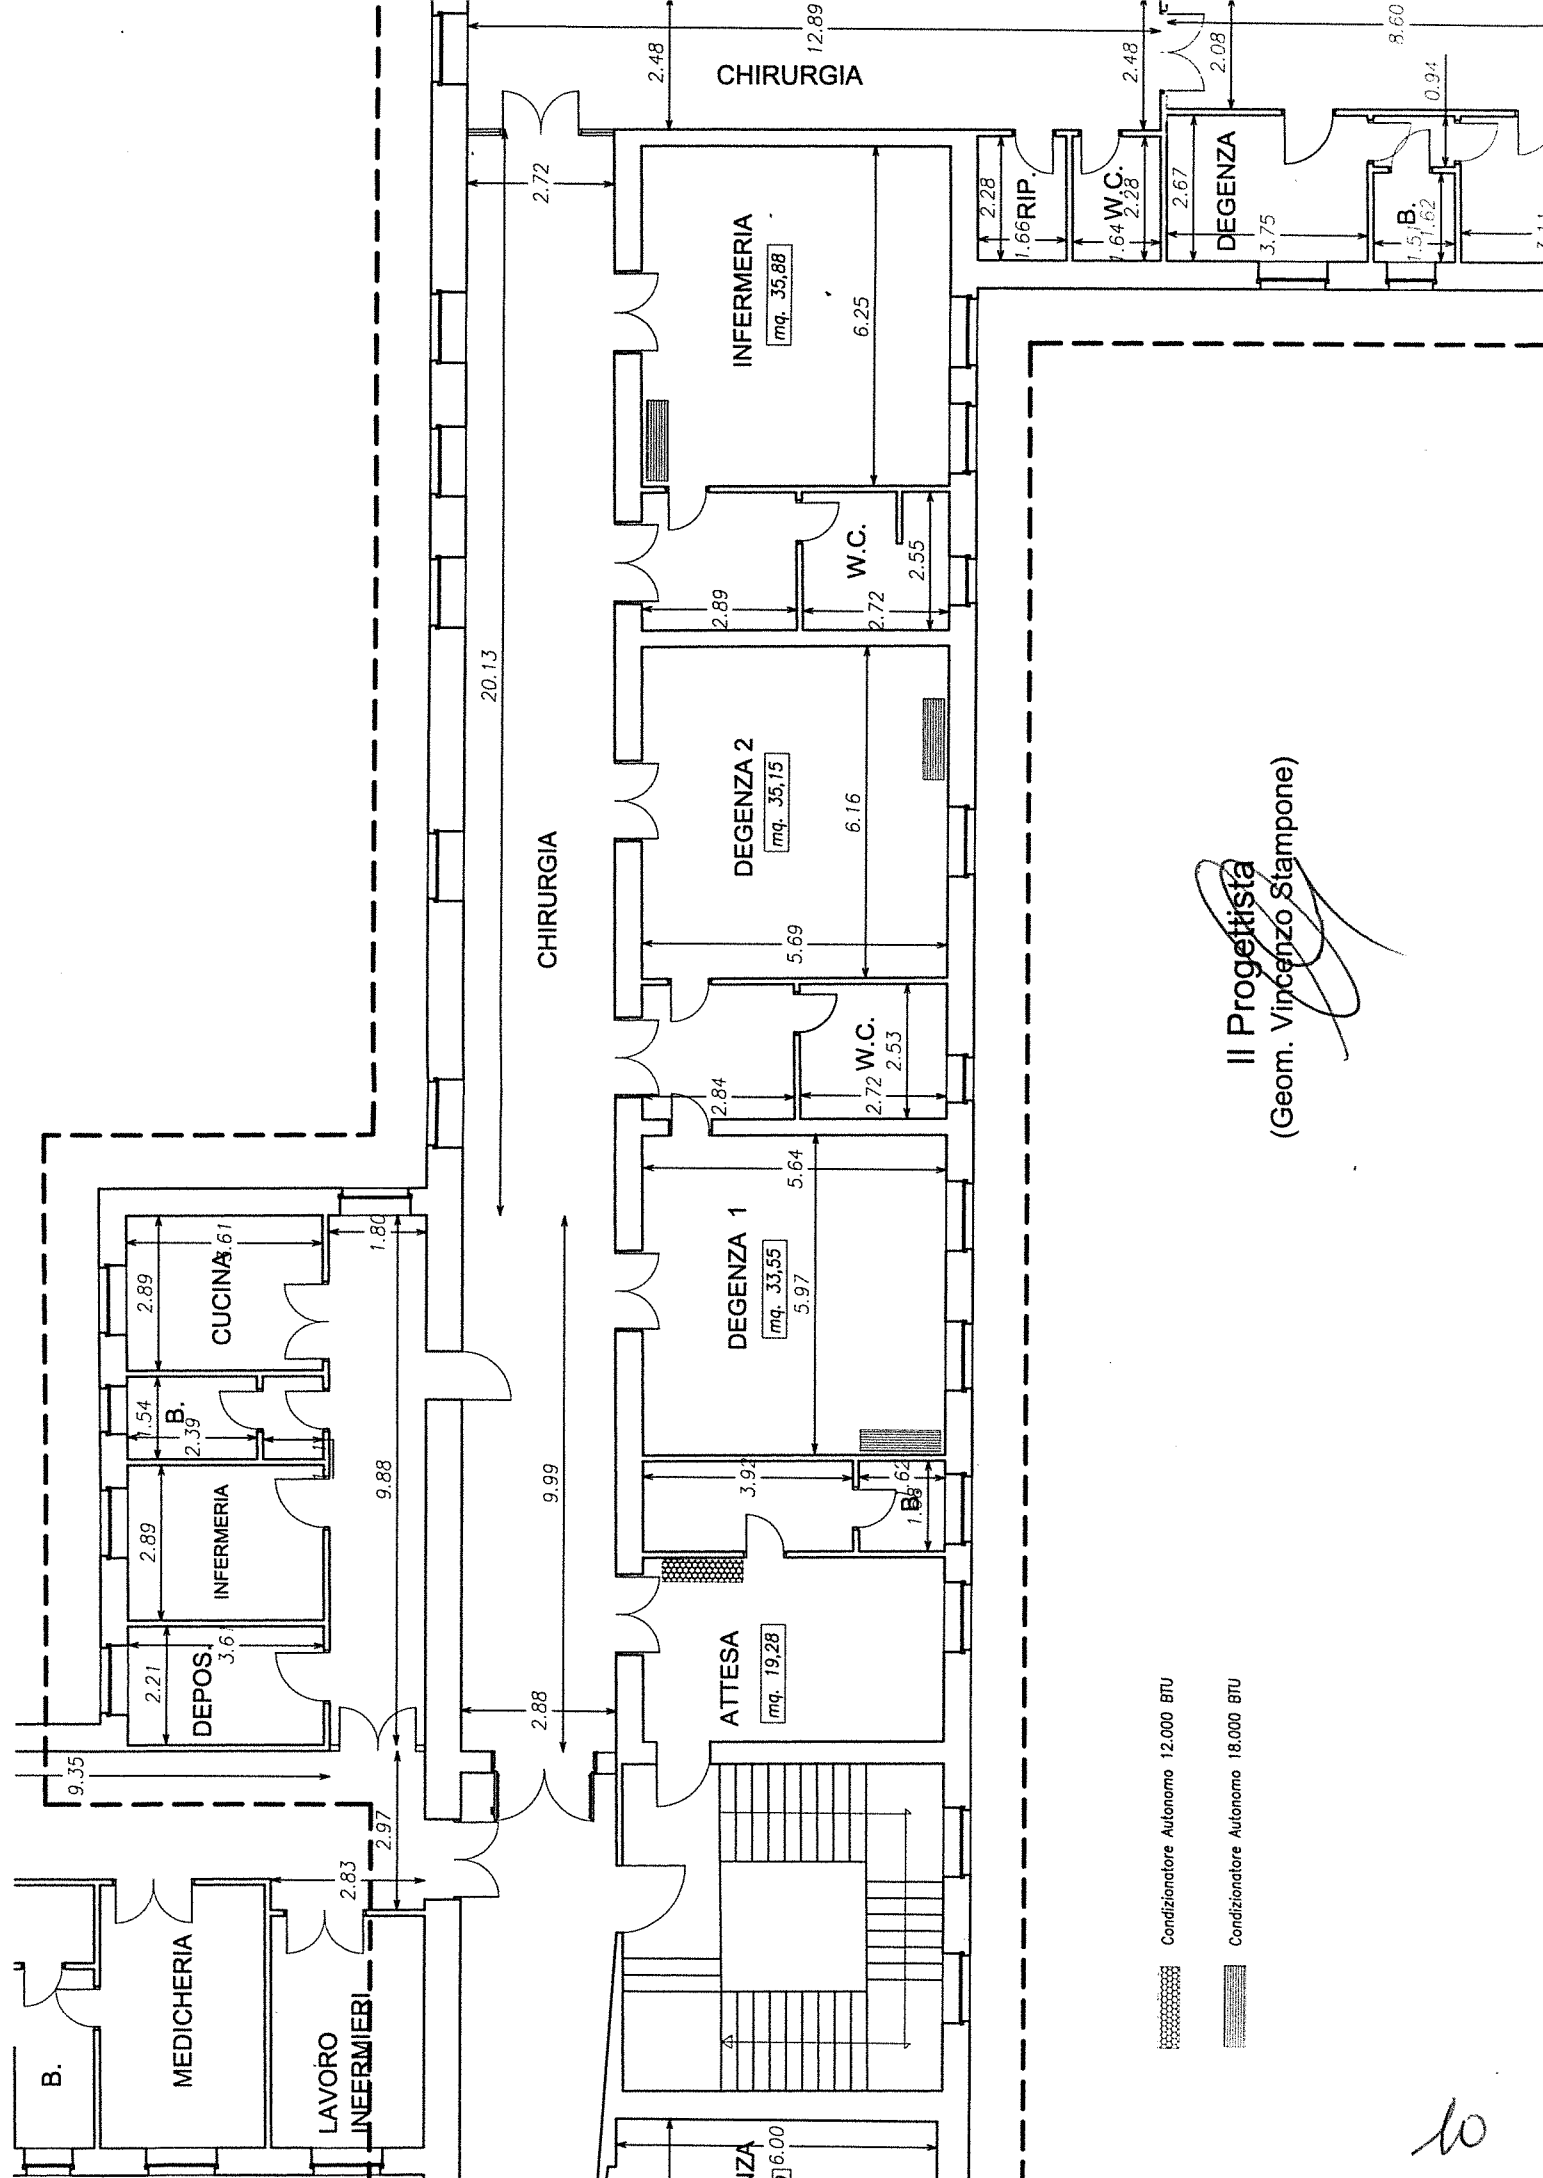 12.89
8.60
2.48
CHIRURGIA
2.48
2.08
0.94
2.72
INFERMERIA
mq. 35,88
6.25
2.28
1.66
RIP.
W.C.
2.28
1.64
2.67
DEGENZA
3.75
B.
1.62
W.C.
2.55
2.89
2.72
20.13
CHIRURGIA
DEGENZA 2
mq. 35,15
6.16
5.69
W.C.
2.53
2.84
2.72
5.64
DEGENZA 1
mq. 33,55
5.97
CUCINA
3.61
2.89
1.80
1.54
B.
2.39
9.88
9.99
3.92
B.
INFERMERIA
2.89
DEPOS.
3.61
2.21
2.88
ATTESA
mq. 19,28
9.35
2.97
2.83
MEDICHERIA
LAVORO
INFERMIERI
B.
6.00
NZA
Il Progettista
(Geom. Vincenzo Stampone)
Condizionatore Autonomo 12.000 BTU
Condizionatore Autonomo 18.000 BTU
10